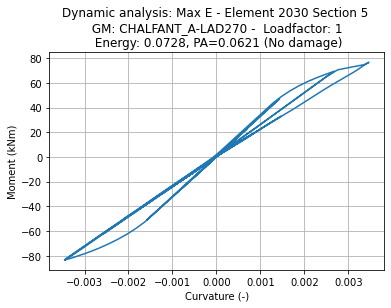 Dynamic analysis: Max E - Element 2030 Section 5
GM: CHALFANT_A-LAD270 -  Loadfactor: 1
Energy: 0.0728, PA=0.0621 (No damage)
80
60
40
20
0
−20
−40
−60
−80
Moment (kNm)
−0.003 −0.002 −0.001 0.000 0.001 0.002 0.003
Curvature (-)